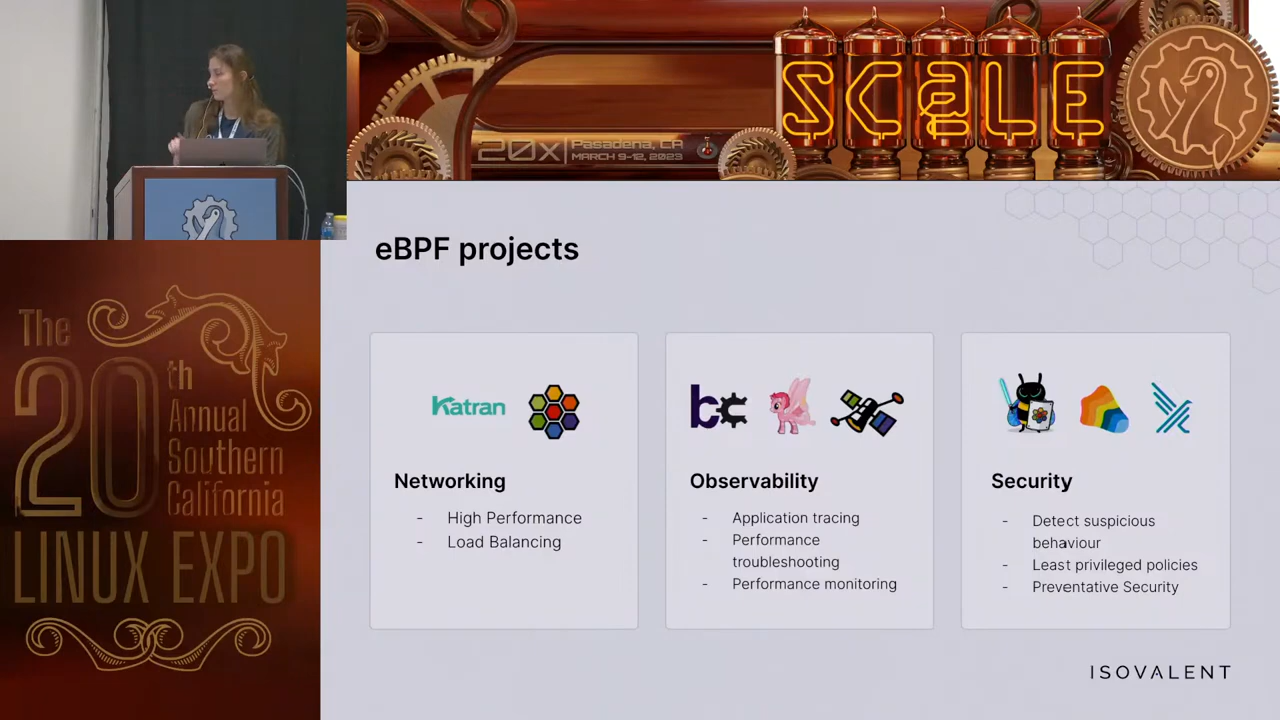 SCALE
20x
Pasadena, CA
MARCH 9-12, 2023
The
20th
Annual
Southern
California
LINUX EXPO
eBPF projects
Katran
Networking
- High Performance
- Load Balancing
bcc
Observability
- Application tracing
- Performance
troubleshooting
- Performance monitoring
Security
- Detect suspicious
behaviour
- Least privileged policies
- Preventative Security
ISOVALENT